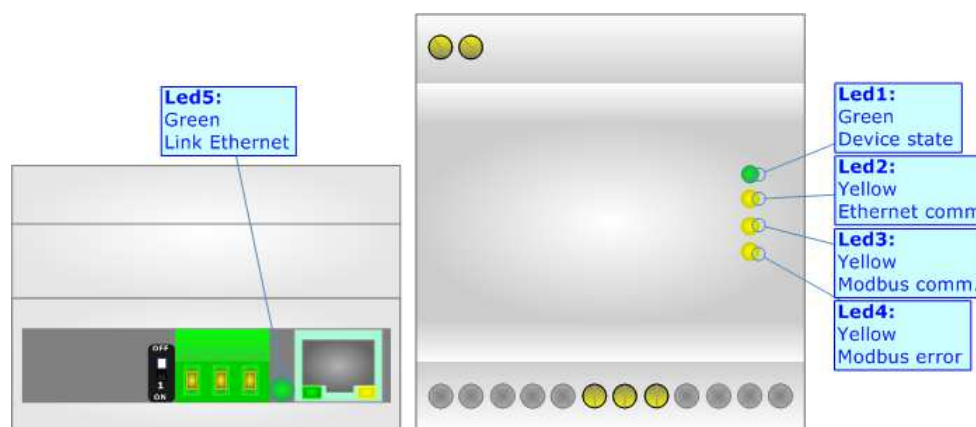 Led5:
Green
Link Ethernet
Led1:
Green
Device state
Led2:
Yellow
Ethernet comm
Led3:
Yellow
Modbus comm.
Led4:
Yellow
Modbus error
OFF
1
ON